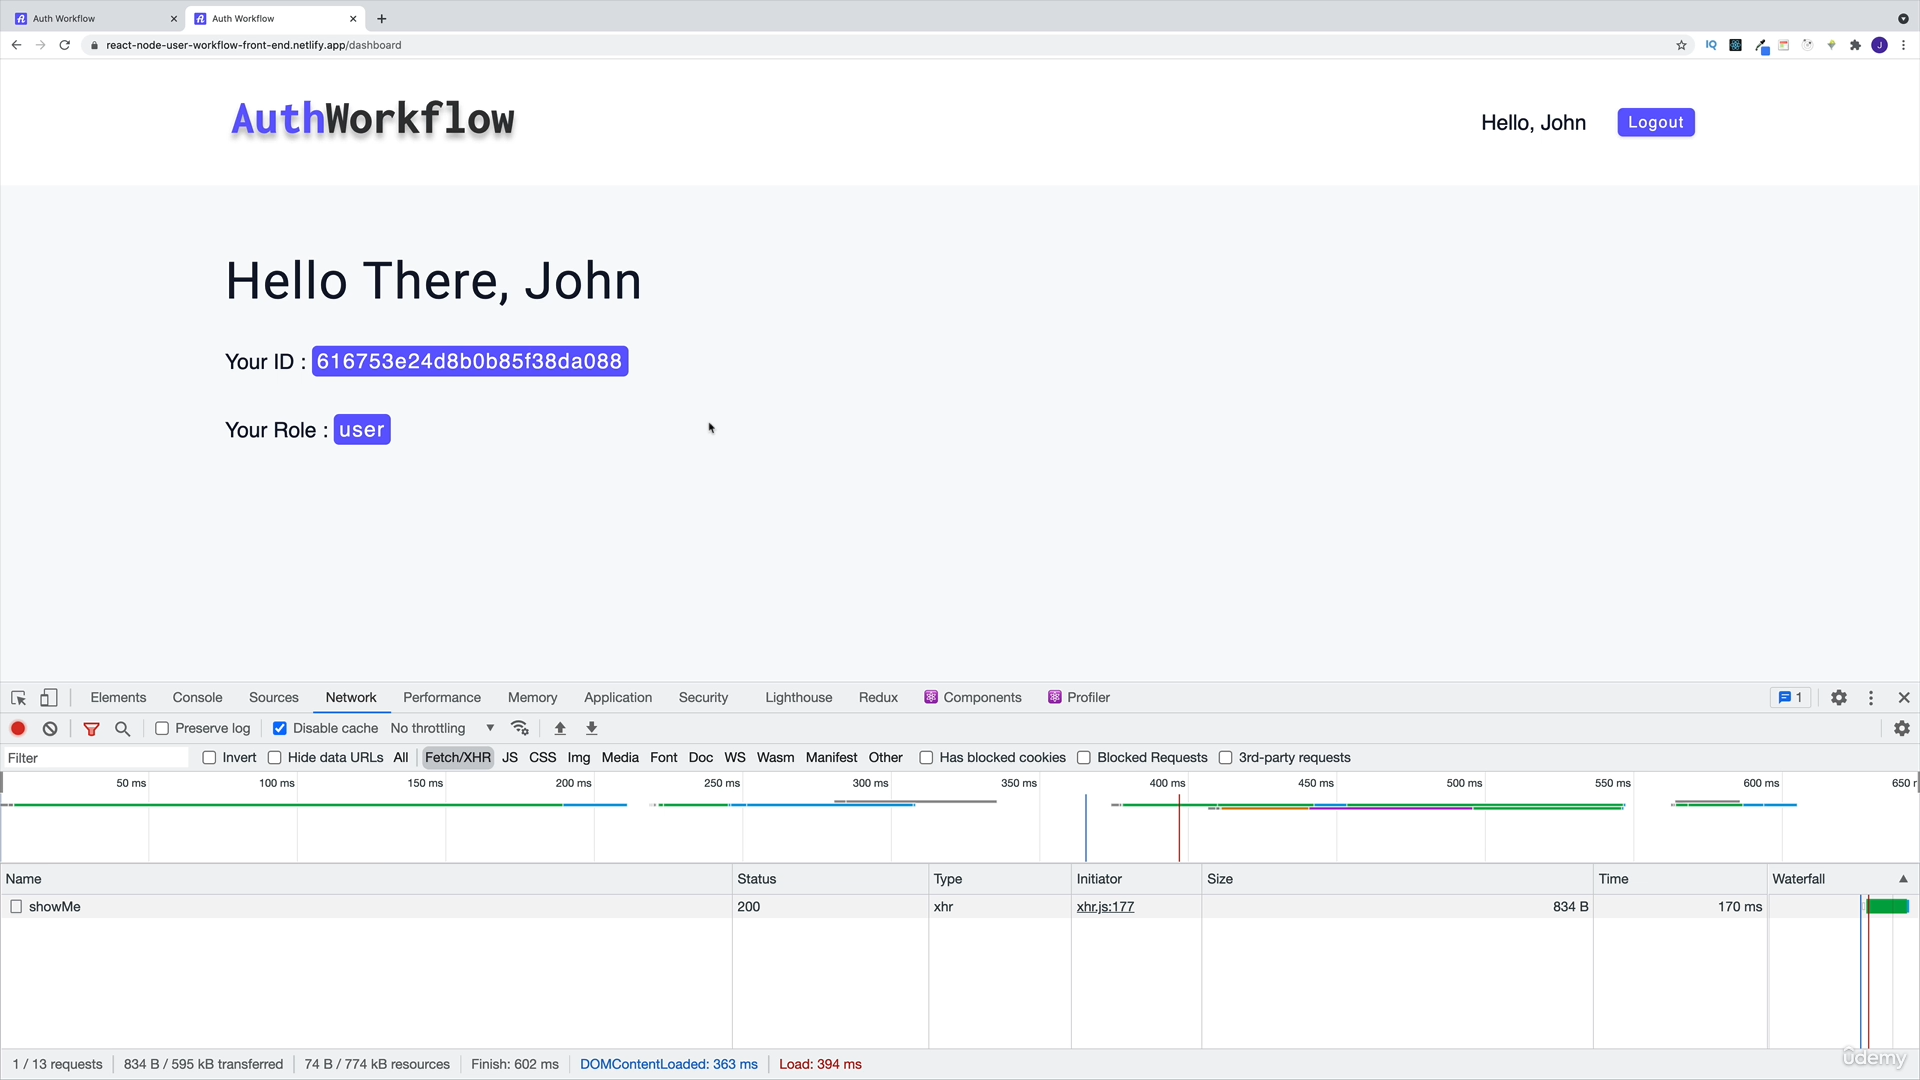 Auth Workflow
Auth Workflow
react-node-user-workflow-front-end.netlify.app/dashboard
IQ
J
AuthWorkflow
Hello, John
Logout
Hello There, John
Your ID : 616753e24d8b0b85f38da088
Your Role : user
Elements Console Sources Network Performance Memory Application Security Lighthouse Redux Components Profiler 1
Preserve log Disable cache No throttling
Filter Invert Hide data URLs All Fetch/XHR JS CSS Img Media Font Doc WS Wasm Manifest Other Has blocked cookies Blocked Requests 3rd-party requests
50 ms 100 ms 150 ms 200 ms 250 ms 300 ms 350 ms 400 ms 450 ms 500 ms 550 ms 600 ms 650
Name Status Type Initiator Size Time Waterfall
showMe 200 xhr xhr.js:177 834 B 170 ms
1 / 13 requests 834 B / 595 kB transferred 74 B / 774 kB resources Finish: 602 ms DOMContentLoaded: 363 ms Load: 394 ms
ûdemy